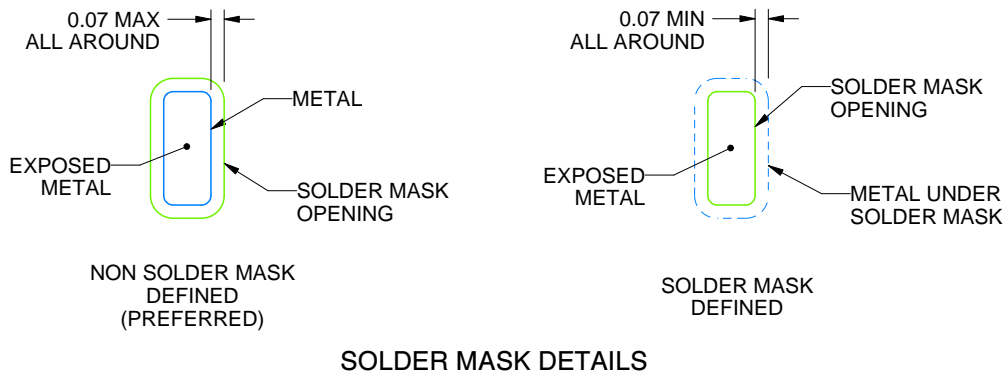 0.07 MAX
ALL AROUND
METAL
EXPOSED
METAL
SOLDER MASK
OPENING
NON SOLDER MASK
DEFINED
(PREFERRED)
0.07 MIN
ALL AROUND
SOLDER MASK
OPENING
EXPOSED
METAL
METAL UNDER
SOLDER MASK
SOLDER MASK
DEFINED
SOLDER MASK DETAILS